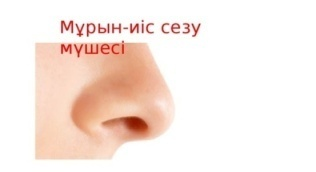 Мұрын-иіс сезу
мүшесі